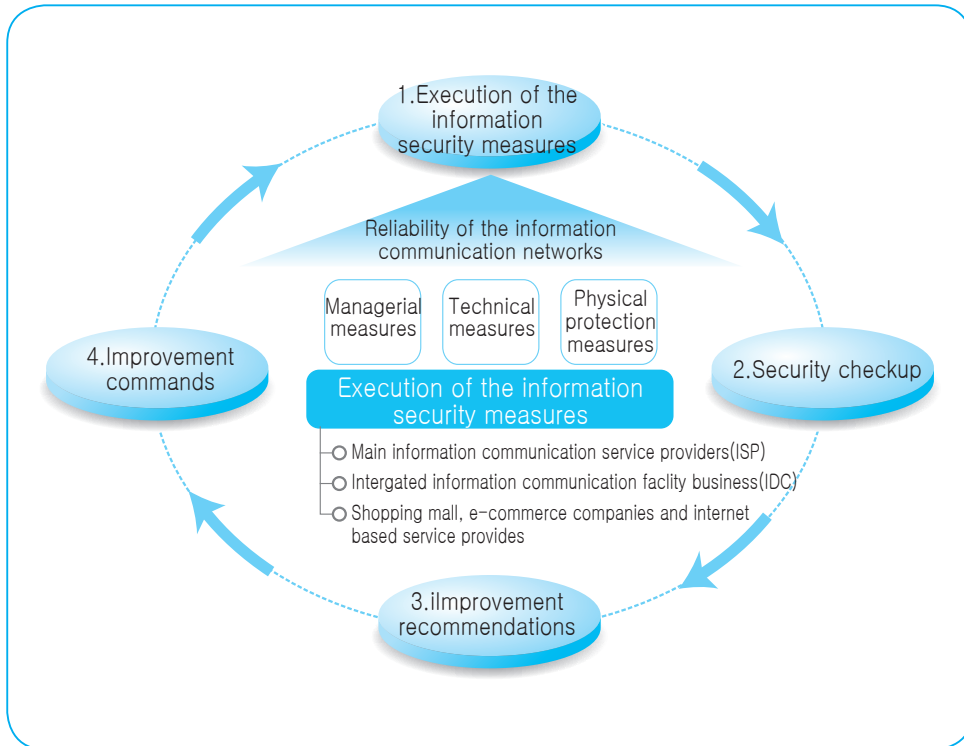 1.Execution of the
information
security measures
Reliability of the information
communication networks
Managerial
measures
Technical
measures
Physical
protection
measures
4.Improvement
commands
2.Security checkup
Execution of the information
security measures
Main information communication service providers(ISP)
Intergated information communication faclity business(IDC)
Shopping mall, e-commerce companies and internet
based service provides
3.iImprovement
recommendations